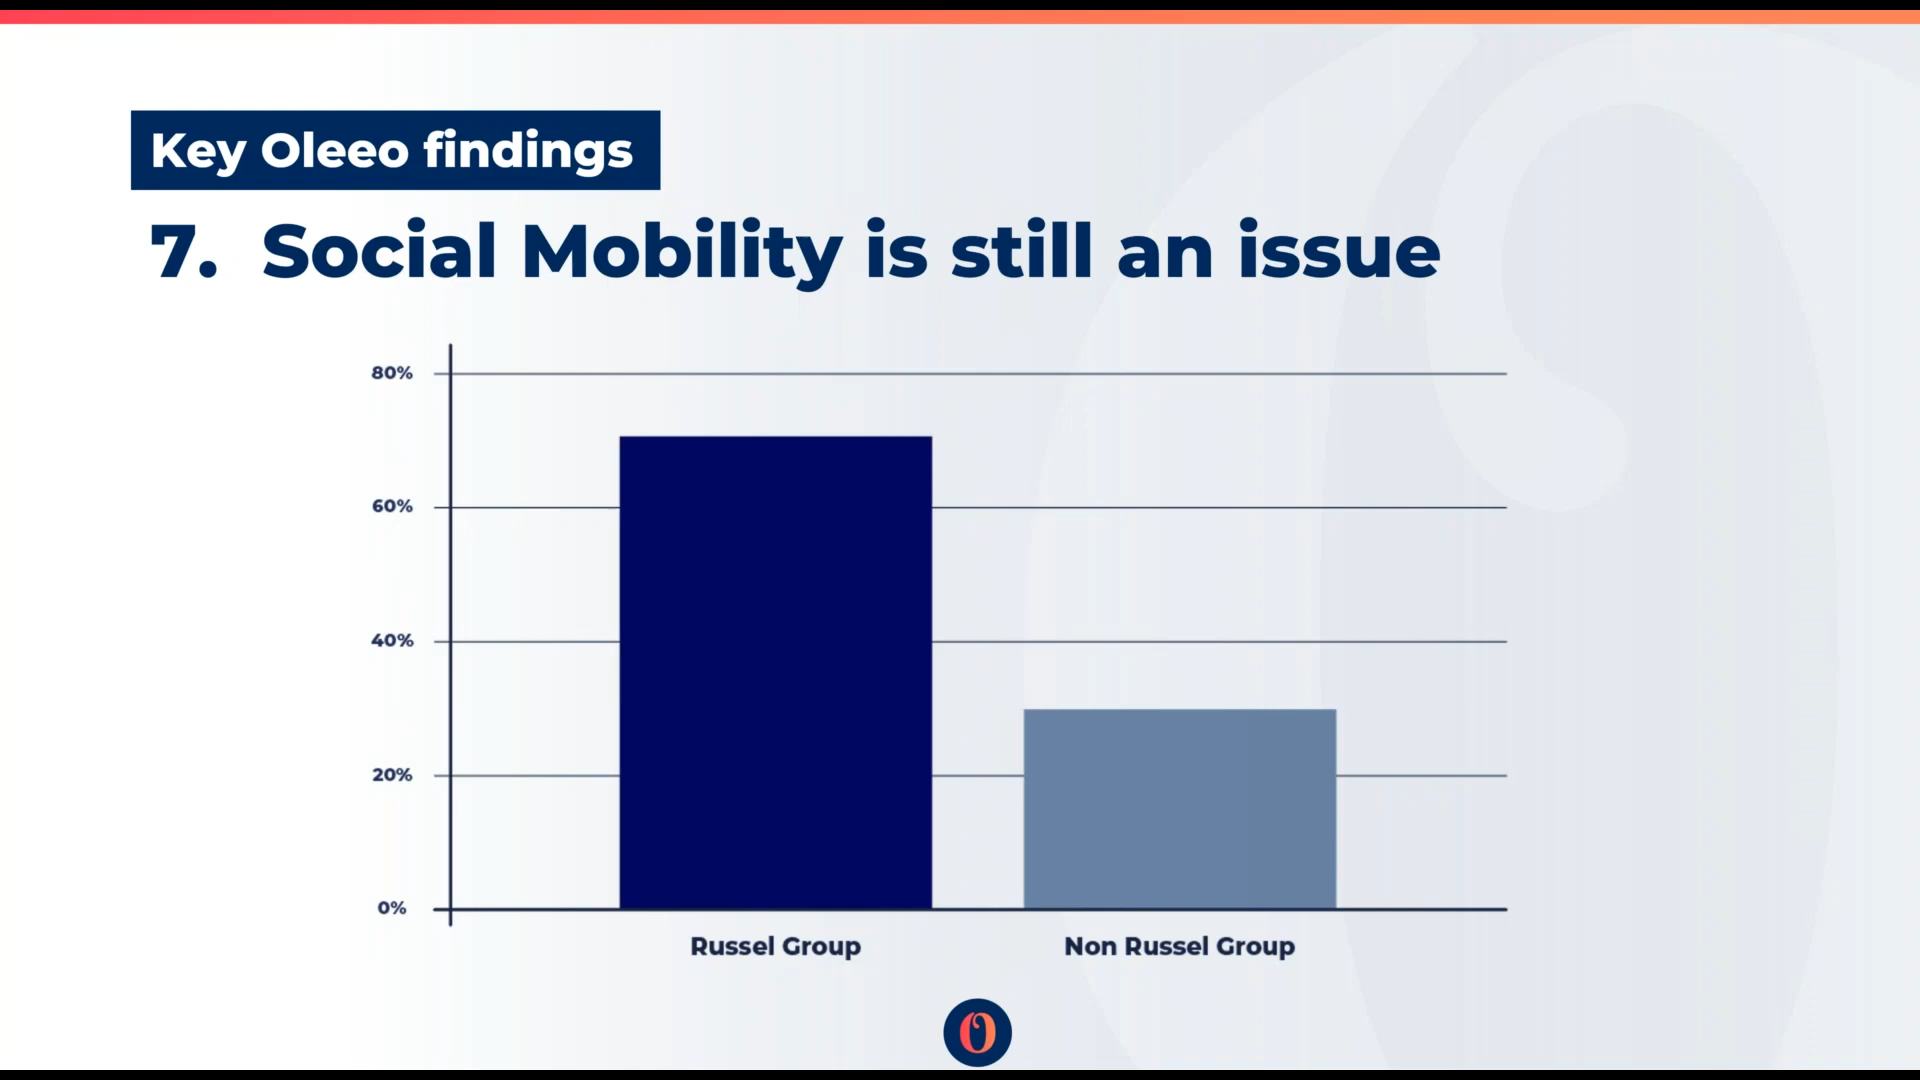 Key Oleeo findings
7. Social Mobility is still an issue
80%
60%
40%
20%
0%
Russel Group
Non Russel Group